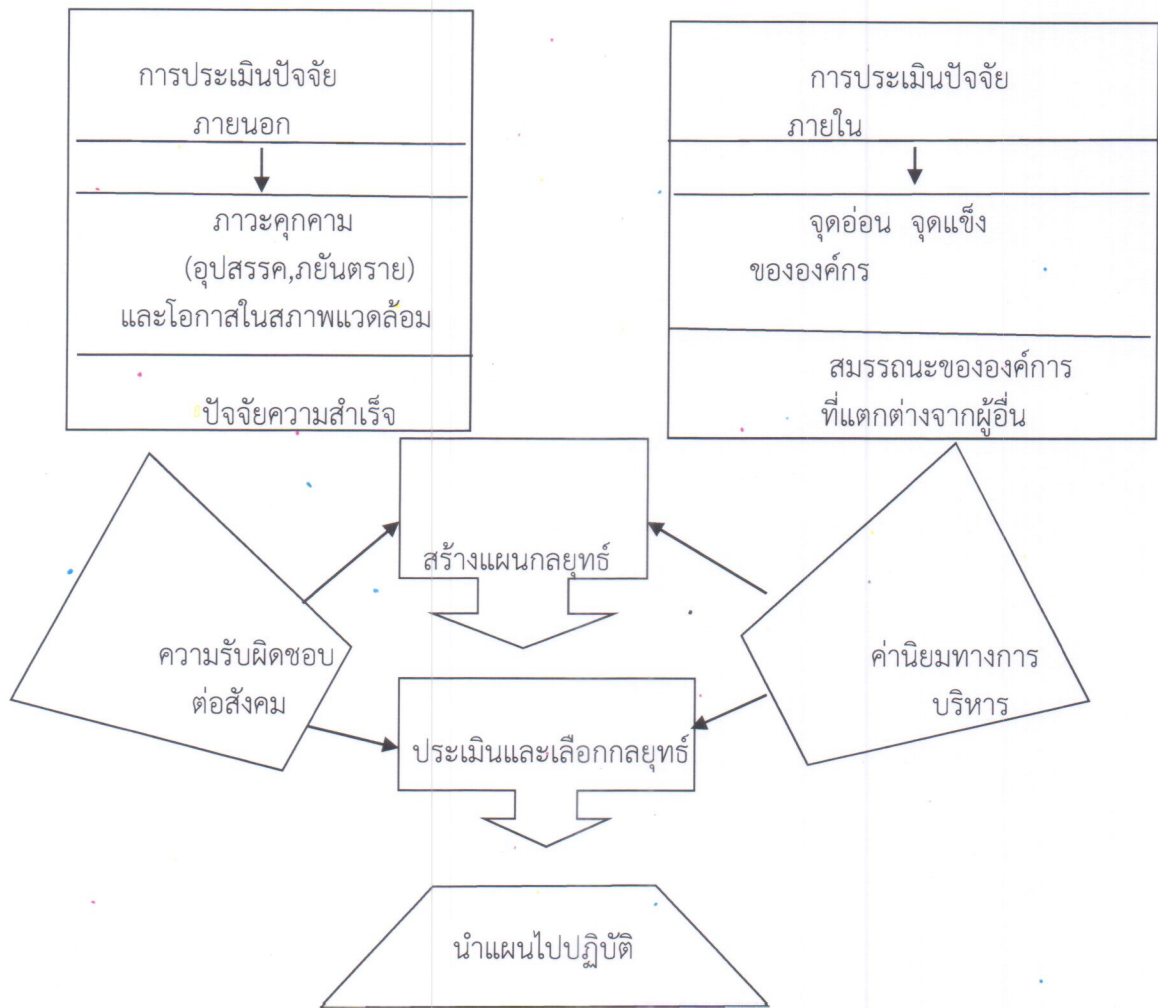 การประเมินปัจจัย
ภายนอก
ภาวะคุกคาม
(อุปสรรค,ภยันตราย)
และโอกาสในสภาพแวดล้อม
ปัจจัยความสำเร็จ
การประเมินปัจจัย
ภายใน
จุดอ่อน จุดแข็ง
ขององค์กร
สมรรถนะขององค์การ
ที่แตกต่างจากผู้อื่น
สร้างแผนกลยุทธ์
ความรับผิดชอบ
ต่อสังคม
ค่านิยมทางการ
บริหาร
ประเมินและเลือกกลยุทธ์
นำแผนไปปฏิบัติ